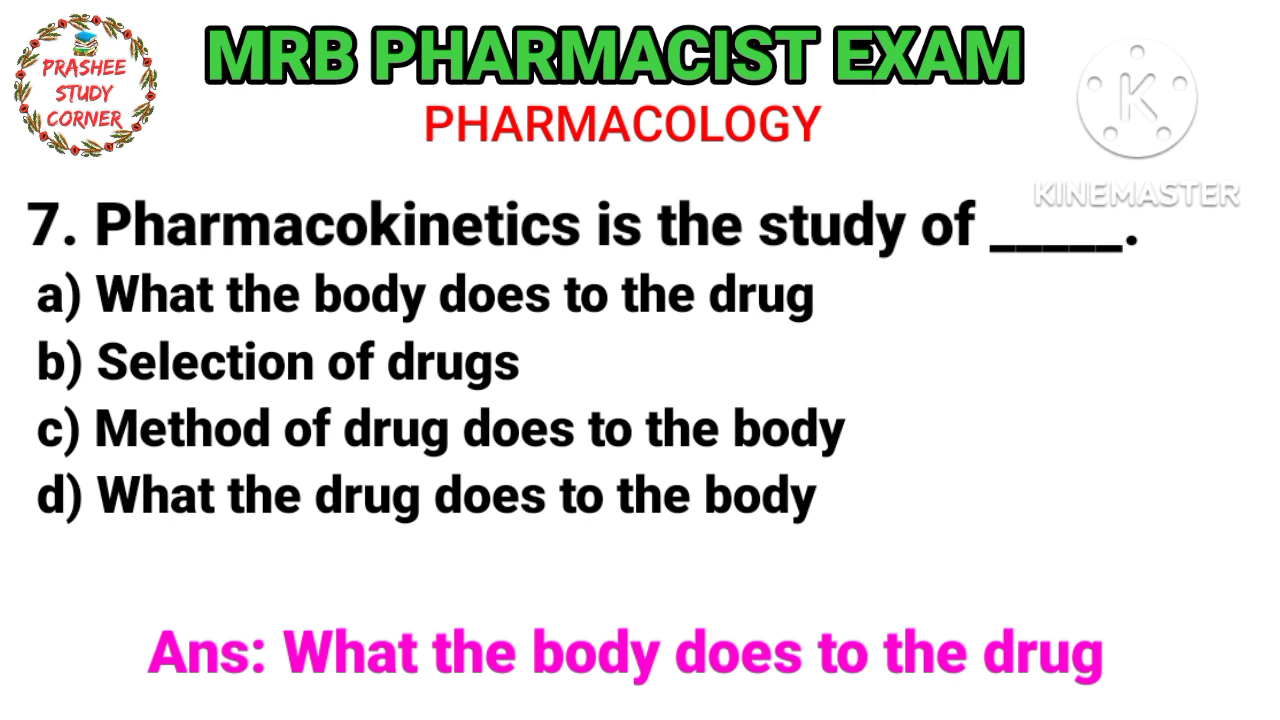 PRASHEE
STUDY
CORNER
MRB PHARMACIST EXAM
PHARMACOLOGY
K
KINEMASTER
7. Pharmacokinetics is the study of _____.
a) What the body does to the drug
b) Selection of drugs
c) Method of drug does to the body
d) What the drug does to the body
Ans: What the body does to the drug